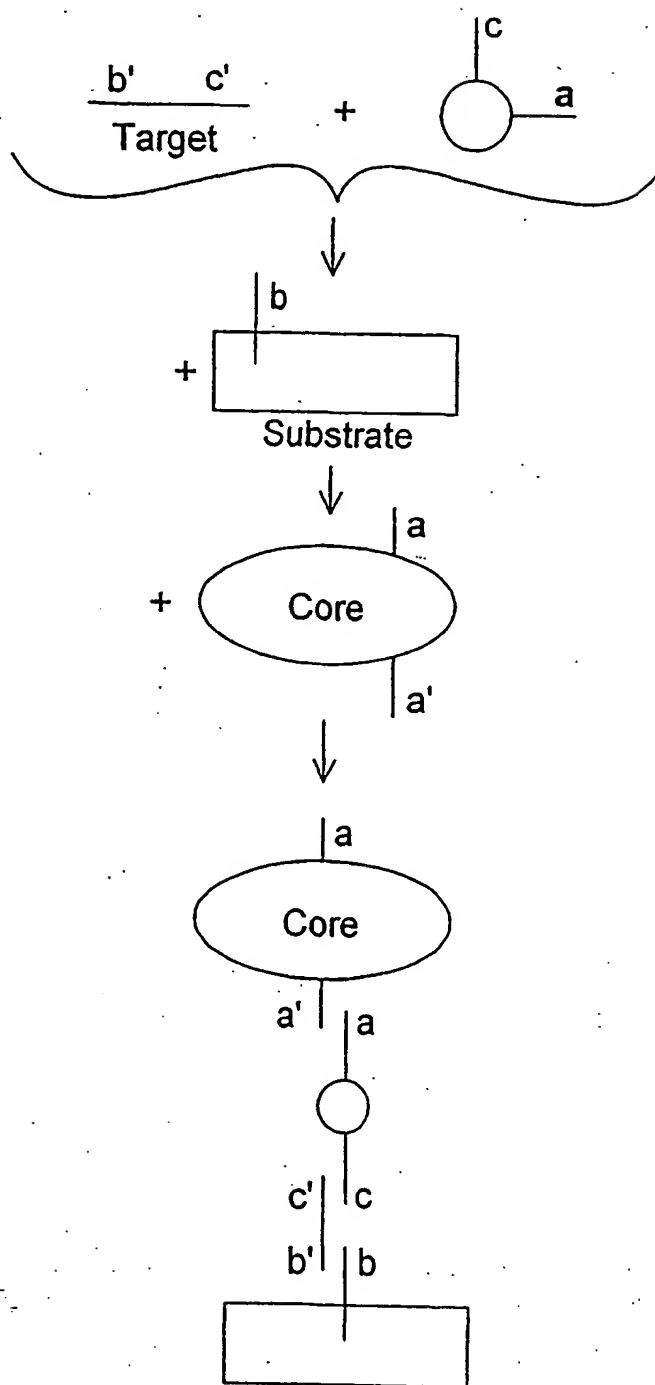 c
b' c' + a
Target
b
+
Substrate
a
+ Core
a'
a
Core
a' a
c' c
b' b